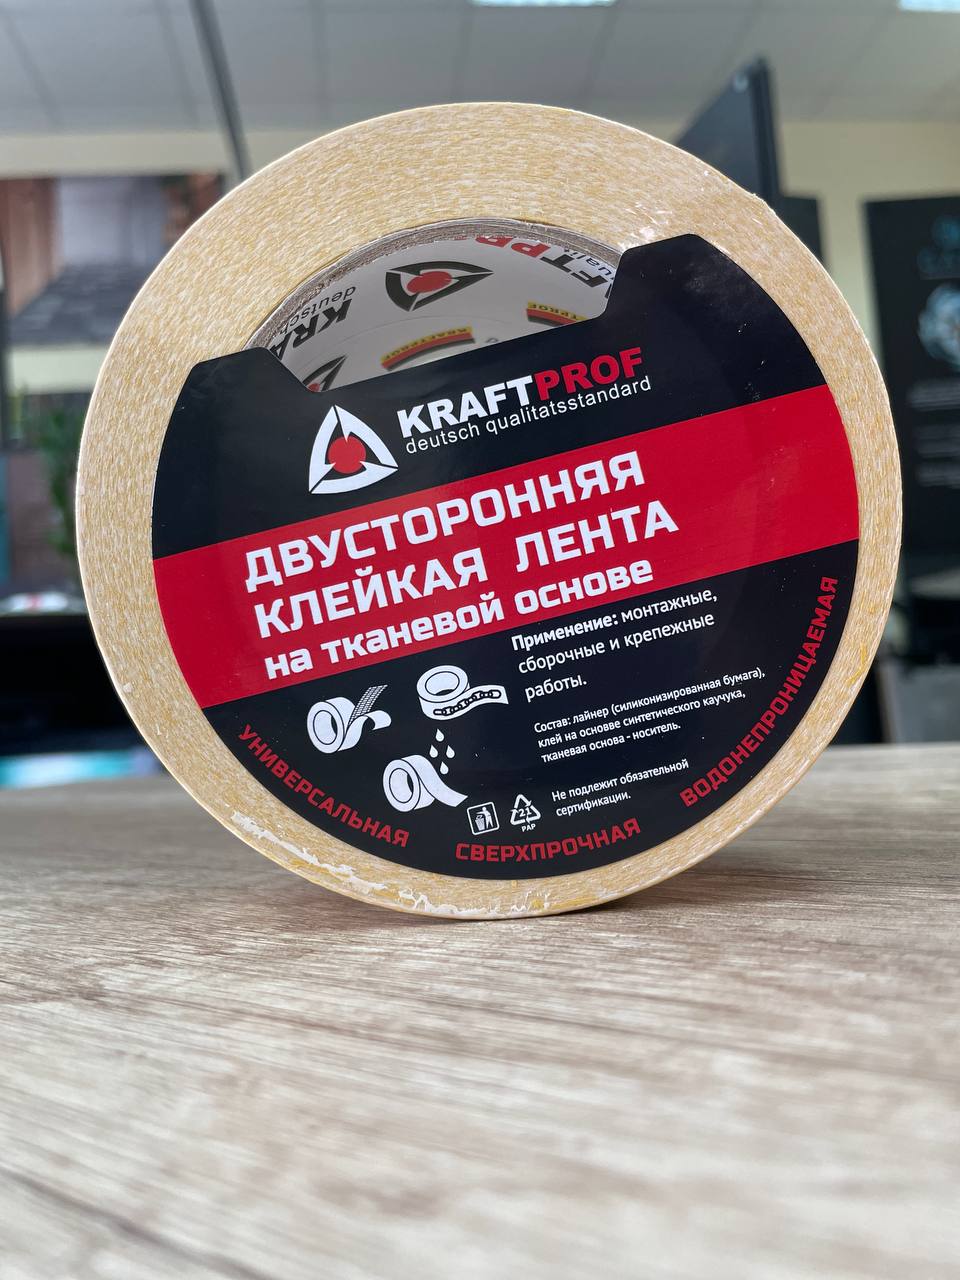 KRAFTPROF
deutsch qualitatsstandard
ДВУСТОРОННЯЯ
КЛЕЙКАЯ ЛЕНТА
на тканевой основе
Применение: монтажные,
сборочные и крепежные
работы.
Состав: лайнер (силиконизированная бумага),
клей на основе синтетического каучука,
тканевая основа - носитель.
Не подлежит обязательной
сертификации.
21
PAP
УНИВЕРСАЛЬНАЯ
СВЕРХПРОЧНАЯ
ВОДОНЕПРОНИЦАЕМАЯ
KRAFTPROF